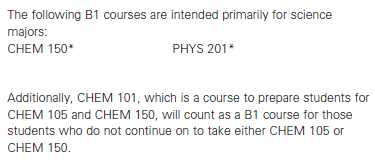 The following B1 courses are intended primarily for science
majors:
CHEM 150* PHYS 201*
Additionally, CHEM 101, which is a course to prepare students for
CHEM 105 and CHEM 150, will count as a B1 course for those
students who do not continue on to take either CHEM 105 or
CHEM 150.